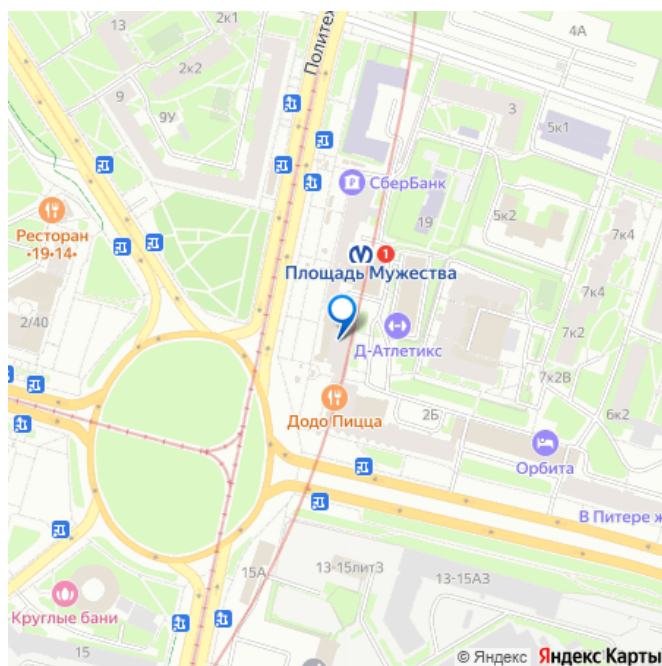 2к1
13
4А
Политех
2к2
9
9У
3
5к1
СберБанк
19
5к2
7к4
Ресторан
•19•14•
1
Площадь Мужества
7к4
2/40
Д-Атлетикс
7к2
7к2В
Додо Пицца
2Б
6к2
Орбита
В Питере ж
15А
13-15лит3
13-15А3
Круглые бани
15
© Яндекс Яндекс Карты